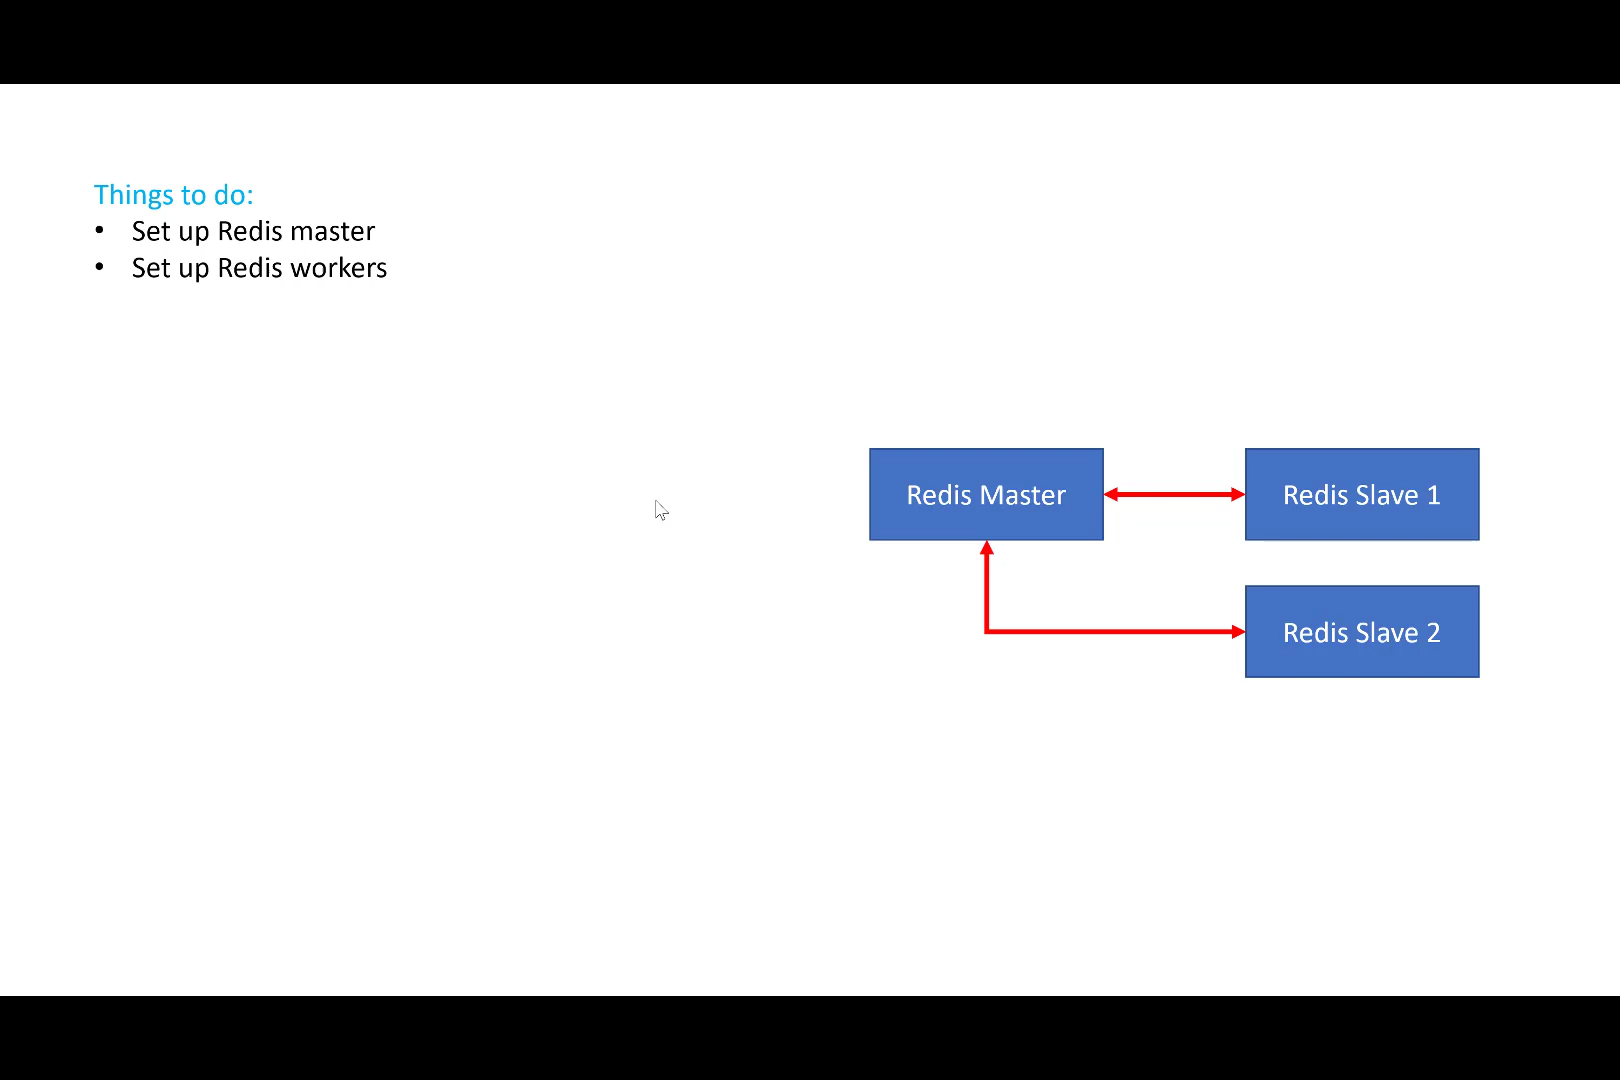 Things to do:
• Set up Redis master
• Set up Redis workers
Redis Master
Redis Slave 1
Redis Slave 2